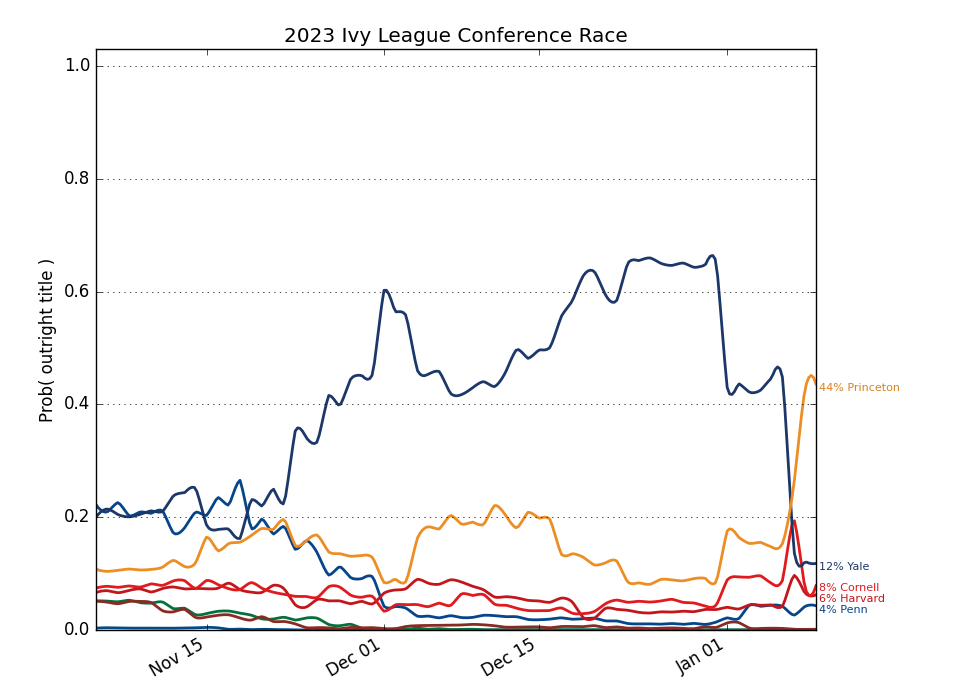 2023 Ivy League Conference Race
Prob( outright title )
1.0
0.8
0.6
0.4
0.2
0.0
Nov 15
Dec 01
Dec 15
Jan 01
44% Princeton
12% Yale
8% Cornell
6% Harvard
4% Penn